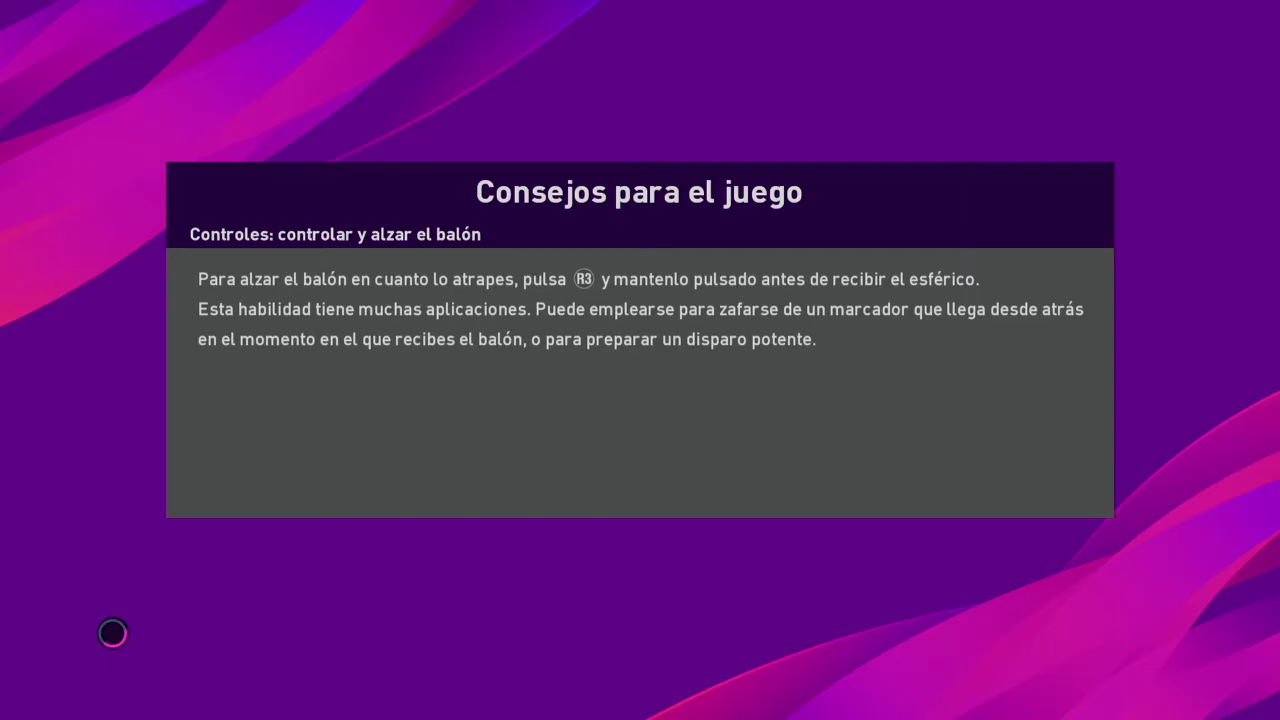 Consejos para el juego
Controles: controlar y alzar el balón
Para alzar el balón en cuanto lo atrapes, pulsa R3 y mantenlo pulsado antes de recibir el esférico.
Esta habilidad tiene muchas aplicaciones. Puede emplearse para zafarse de un marcador que llega desde atrás
en el momento en el que recibes el balón, o para preparar un disparo potente.